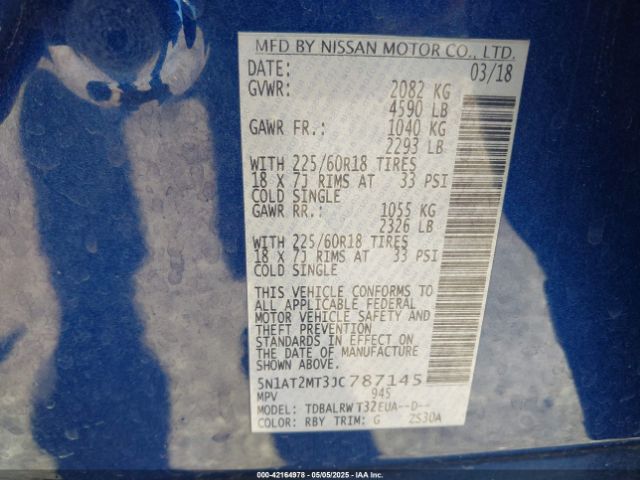 MFD BY NISSAN MOTOR CO., LTD.
DATE: 03/18
GVWR: 2082 KG
4590 LB
GAWR FR.: 1040 KG
2293 LB
WITH 225/60R18 TIRES
18 X 7J RIMS AT 33 PSI
COLD SINGLE
GAWR RR.: 1055 KG
2326 LB
WITH 225/60R18 TIRES
18 X 7J RIMS AT 33 PSI
COLD SINGLE
THIS VEHICLE CONFORMS TO
ALL APPLICABLE FEDERAL
MOTOR VEHICLE SAFETY AND
THEFT PREVENTION
STANDARDS IN EFFECT ON
THE DATE OF MANUFACTURE
SHOWN ABOVE.
5N1AT2MT3JC787145
MPV 945
MODEL: TDBALRWT32EUA--D--
COLOR: RBY TRIM: G 2S30A
000-42164978 - 05/05/2025 - IAA Inc.